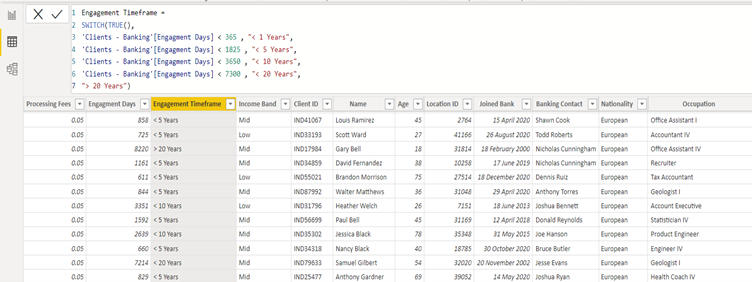 1 Engagement Timeframe =
2 SWITCH(TRUE(),
3 'Clients - Banking'[Engagment Days] < 365 , "< 1 Years",
4 'Clients - Banking'[Engagment Days] < 1825 , "< 5 Years",
5 'Clients - Banking'[Engagment Days] < 3650 , "< 10 Years",
6 'Clients - Banking'[Engagment Days] < 7300 , "< 20 Years",
7 "> 20 Years")
Processing Fees Engagment Days Engagement Timeframe Income Band Client ID Name Age Location ID Joined Bank Banking Contact Nationality Occupation
0.05 858 < 5 Years Mid IND41067 Louis Ramirez 45 2764 15 April 2020 Shawn Cook European Office Assistant I
0.05 725 < 5 Years Low IND33193 Scott Ward 27 41166 26 August 2020 Todd Roberts European Accountant IV
0.05 8220 > 20 Years Mid IND17984 Gary Bell 18 31814 18 February 2000 Nicholas Cunningham European Office Assistant IV
0.05 1161 < 5 Years Mid IND34859 David Fernandez 38 10258 17 June 2019 Nicholas Cunningham European Recruiter
0.05 611 < 5 Years Low IND55021 Brandon Morrison 75 27514 18 December 2020 Dennis Ruiz European Tax Accountant
0.05 844 < 5 Years Mid IND87992 Walter Matthews 36 31048 29 April 2020 Anthony Torres European Geologist I
0.05 3351 < 10 Years Low IND31796 Heather Welch 26 7151 18 June 2013 Joshua Bennett European Account Executive
0.05 1592 < 5 Years Mid IND56699 Paul Bell 45 31169 12 April 2018 Donald Reynolds European Statistician IV
0.05 2639 < 10 Years Mid IND35302 Jessica Black 78 35348 31 May 2015 Joe Hanson European Product Engineer
0.05 660 < 5 Years Mid IND34318 Nancy Black 40 18785 30 October 2020 Bruce Butler European Engineer IV
0.05 7214 < 20 Years Mid IND79633 Samuel Gilbert 54 32020 20 November 2002 Jesse Evans European Geologist I
0.05 829 < 5 Years Mid IND25477 Anthony Gardner 69 39052 14 May 2020 Joshua Ryan European Health Coach IV